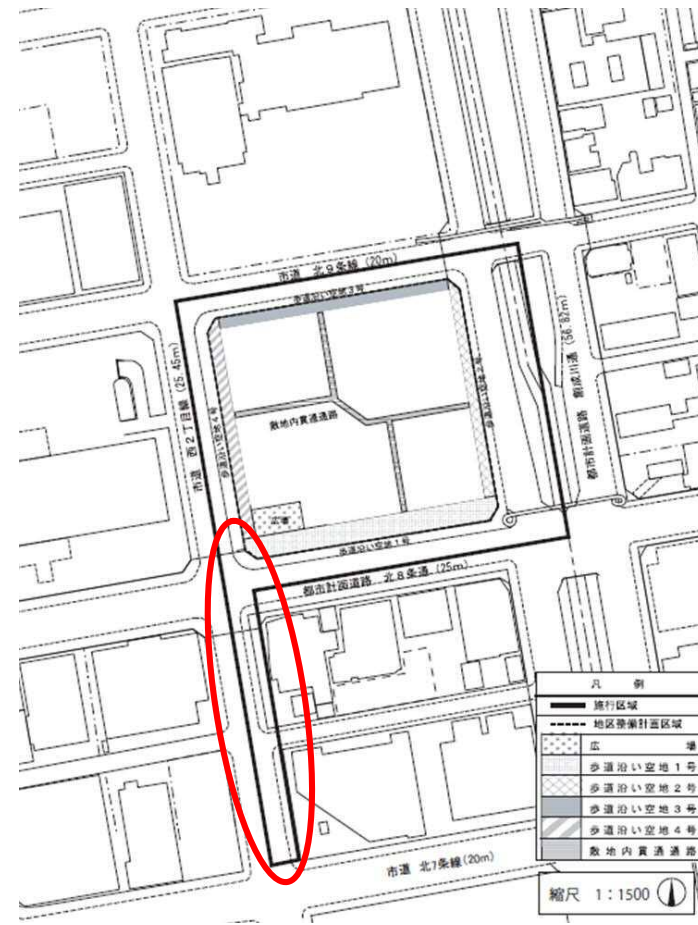 市道 北9条線 (20m)
歩道沿い空地3号
市道 西2丁目線 (25.45m)
歩道沿い空地4号
歩道沿い空地2号
都市計画道路 創成川通 (56.82m)
敷地内貫通通路
広場
歩道沿い空地1号
都市計画道路 北8条通 (25m)
市道 北7条線(20m)
凡 例
施行区域
地区整備計画区域
広 場
歩道沿い空地1号
歩道沿い空地2号
歩道沿い空地3号
歩道沿い空地4号
敷地内貫通通路
縮尺 1:1500